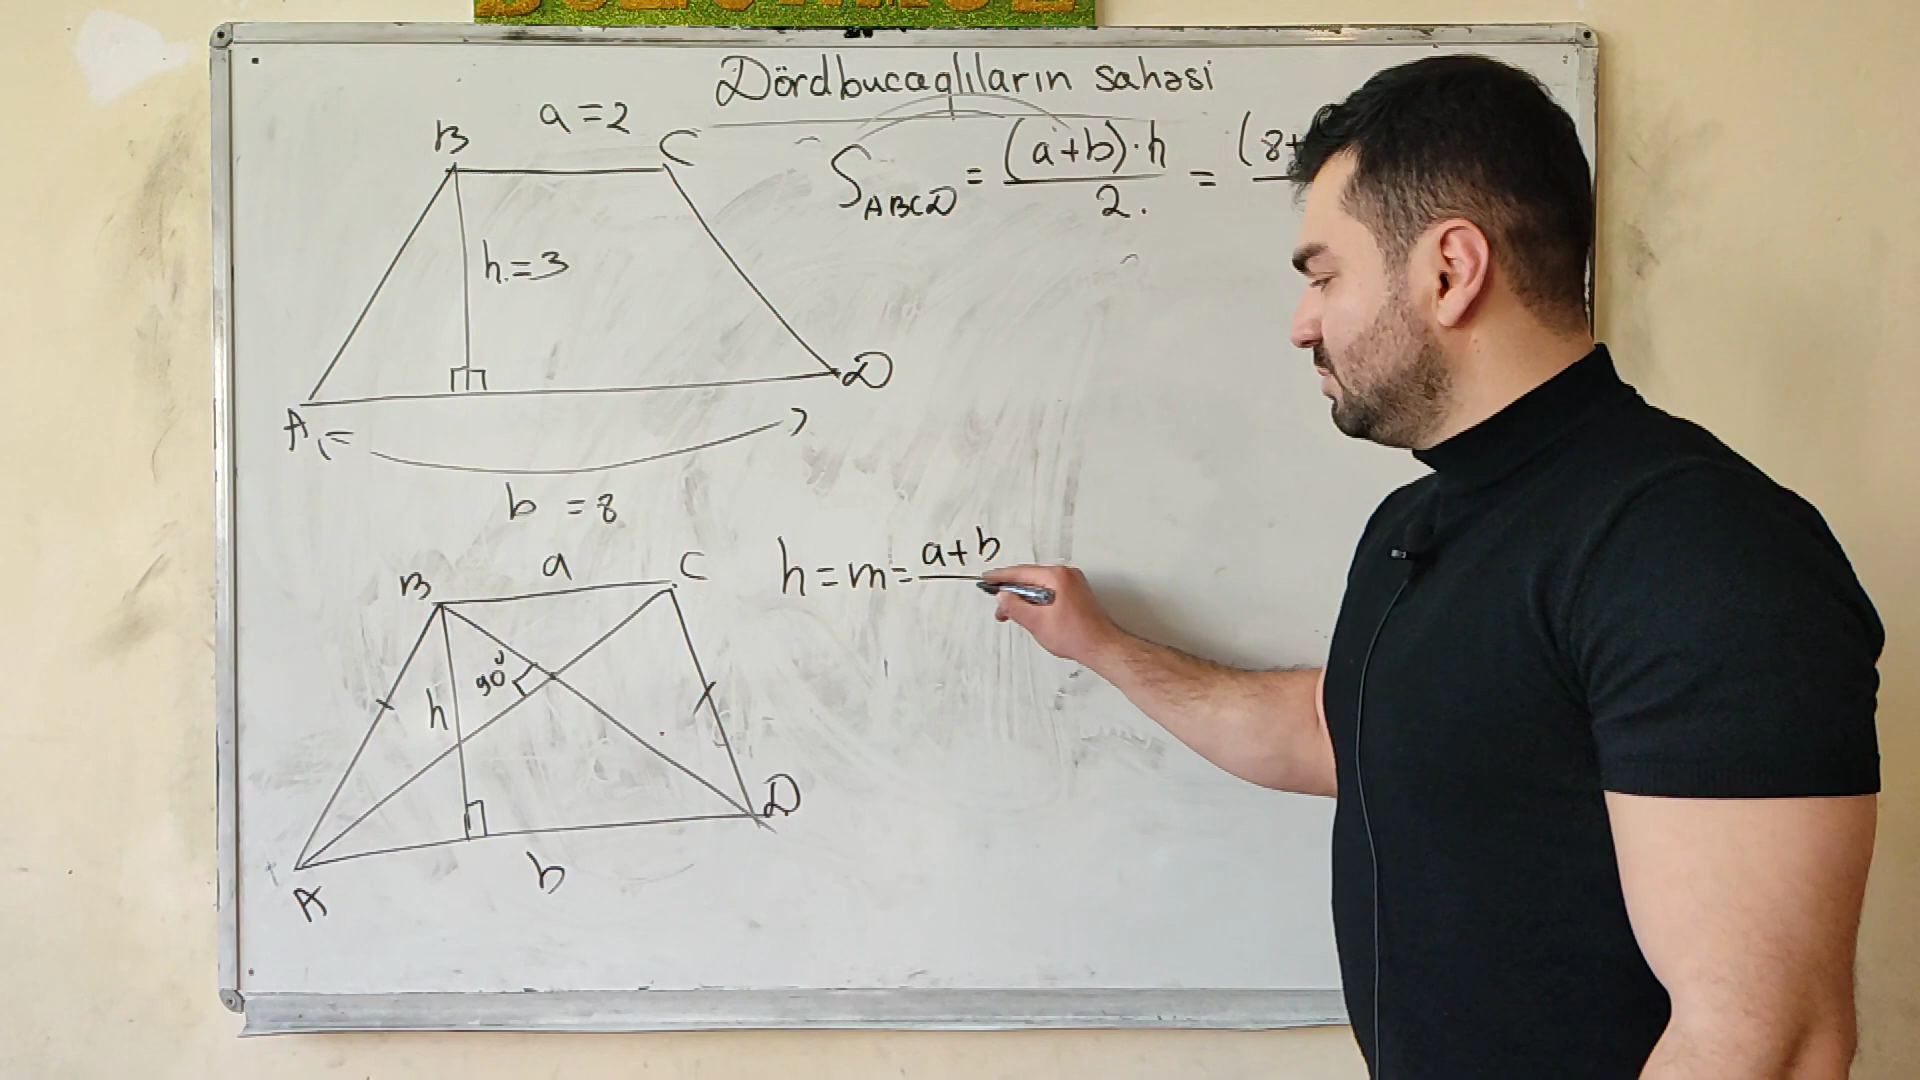 Dördbucaqlıların sahəsi
a=2
B
C
S_ABCD = (a+b)·h / 2. = (8+
h.=3
A
D
b = 8
a
B
C
h=m= a+b
90°
h
D
b
A